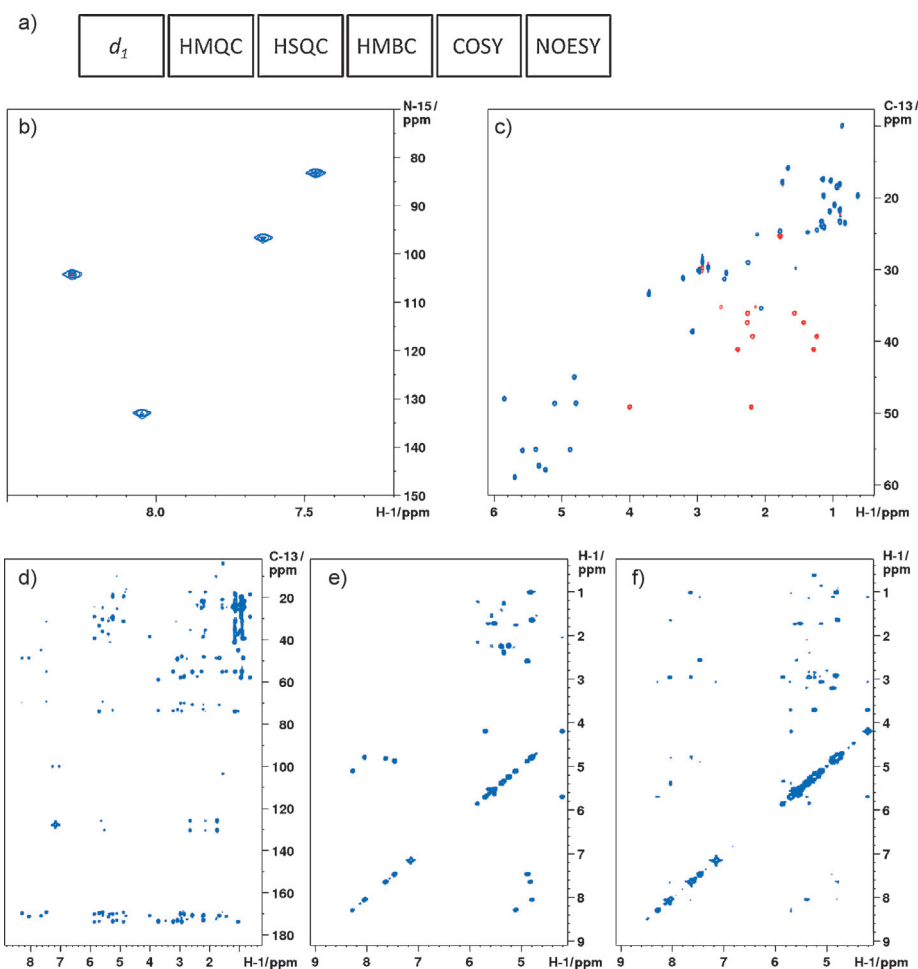 a)
d1 HMQC HSQC HMBC COSY NOESY
b)
N-15/
ppm
80
90
100
110
120
130
140
150
8.0 7.5 H-1/ppm
c)
C-13/
ppm
20
30
40
50
60
6 5 4 3 2 1 H-1/ppm
d)
C-13/
ppm
20
40
60
80
100
120
140
160
180
8 7 6 5 4 3 2 1 H-1/ppm
e)
H-1/
ppm
1
2
3
4
5
6
7
8
9
9 8 7 6 5 H-1/ppm
f)
H-1/
ppm
1
2
3
4
5
6
7
8
9
9 8 7 6 5 H-1/ppm